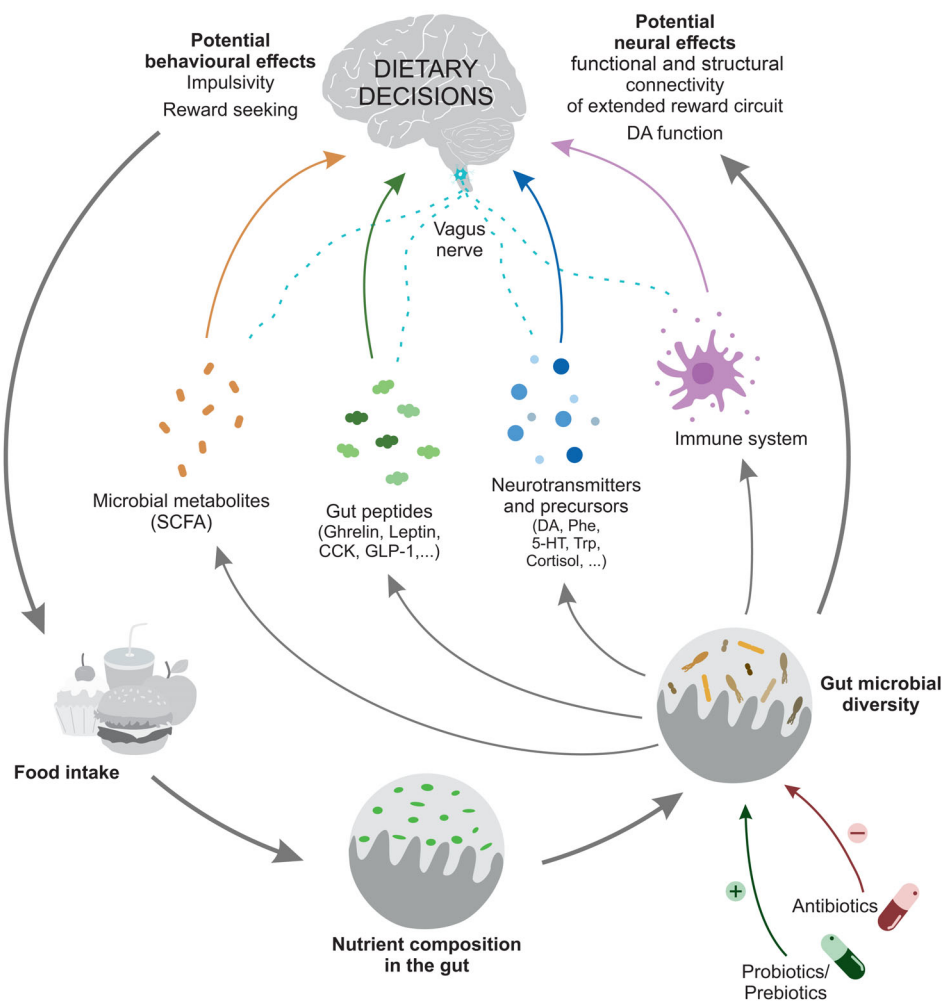 Potential
behavioural effects
Impulsivity
Reward seeking
DIETARY
DECISIONS
Potential
neural effects
functional and structural
connectivity
of extended reward circuit
DA function
Vagus
nerve
Microbial metabolites
(SCFA)
Gut peptides
(Ghrelin, Leptin,
CCK, GLP-1,...)
Neurotransmitters
and precursors
(DA, Phe,
5-HT, Trp,
Cortisol, ...)
Immune system
Gut microbial
diversity
Food intake
Nutrient composition
in the gut
+
−
Antibiotics
Probiotics/
Prebiotics